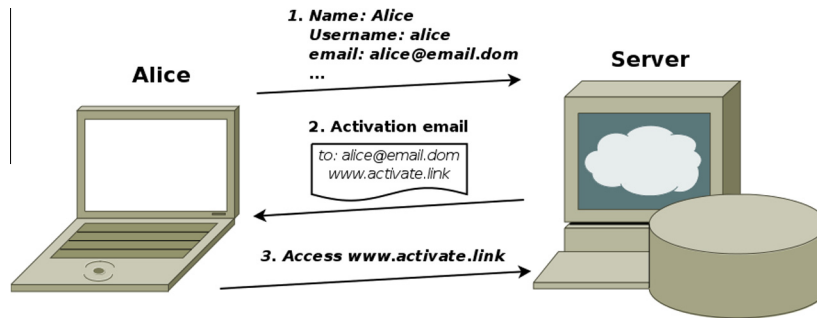 1. Name: Alice
Username: alice
email: alice@email.dom
...
Alice
Server
2. Activation email
to: alice@email.dom
www.activate.link
3. Access www.activate.link